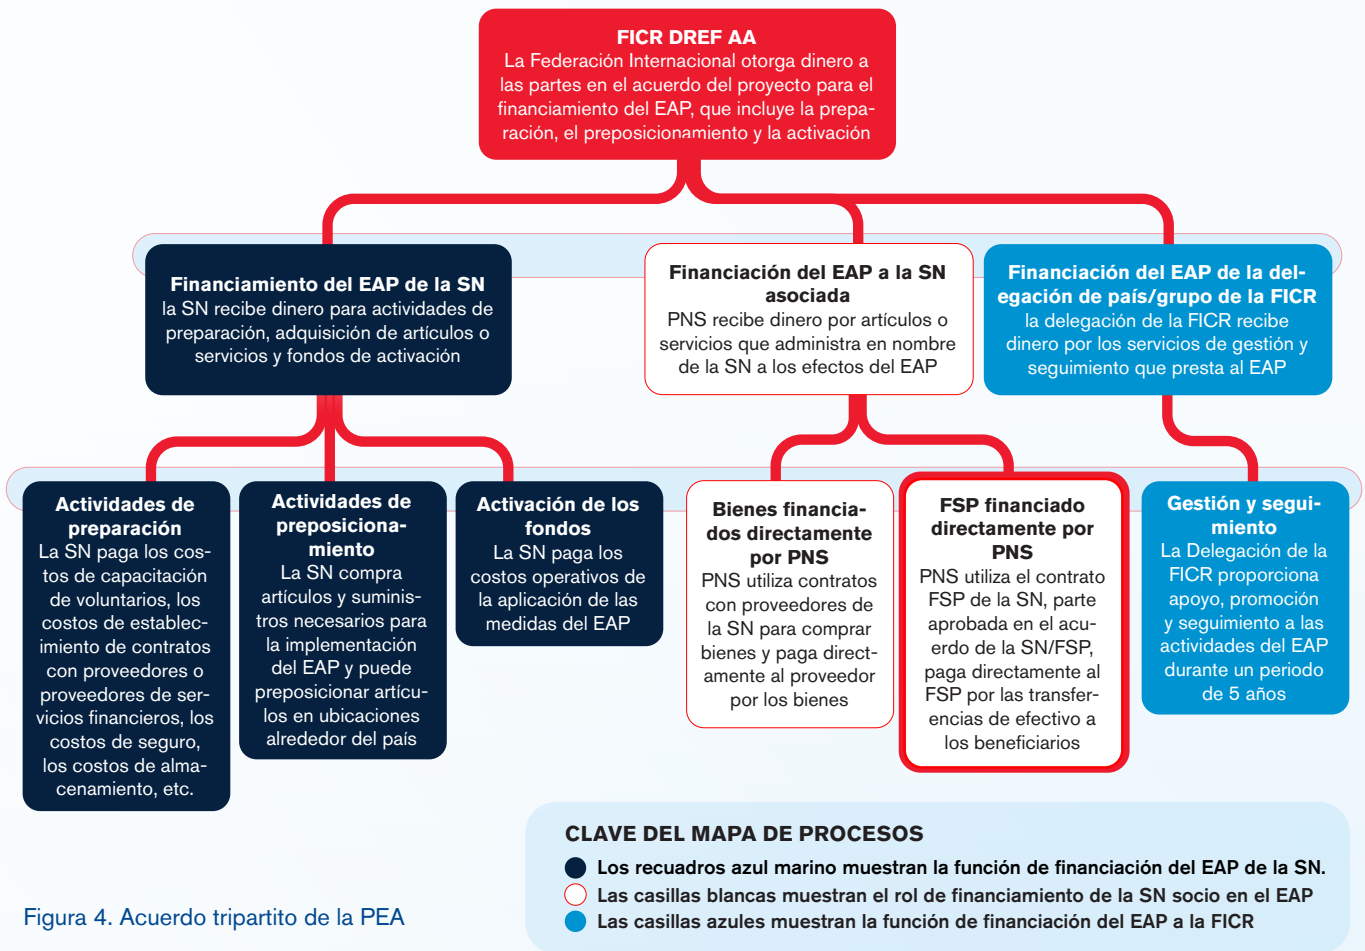 FICR DREF AA
La Federación Internacional otorga dinero a
las partes en el acuerdo del proyecto para el
financiamiento del EAP, que incluye la prepa-
ración, el preposicionamiento y la activación
Financiamiento del EAP de la SN
la SN recibe dinero para actividades de
preparación, adquisición de artículos o
servicios y fondos de activación
Financiación del EAP a la SN
asociada
PNS recibe dinero por artículos o
servicios que administra en nombre
de la SN a los efectos del EAP
Financiación del EAP de la del-
egación de país/grupo de la FICR
la delegación de la FICR recibe
dinero por los servicios de gestión y
seguimiento que presta al EAP
Actividades de
preparación
La SN paga los cos-
tos de capacitación
de voluntarios, los
costos de establec-
imiento de contratos
con proveedores o
proveedores de ser-
vicios financieros, los
costos de seguro,
los costos de alma-
cenamiento, etc.
Actividades de
preposiciona-
miento
La SN compra
artículos y suminis-
tros necesarios para
la implementación
del EAP y puede
preposicionar artícu-
los en ubicaciones
alrededor del país
Activación de los
fondos
La SN paga los
costos operativos de
la aplicación de las
medidas del EAP
Bienes financia-
dos directamente
por PNS
PNS utiliza contratos
con proveedores de
la SN para comprar
bienes y paga direct-
amente al proveedor
por los bienes
FSP financiado
directamente por
PNS
PNS utiliza el contrato
FSP de la SN, parte
aprobada en el acu-
erdo de la SN/FSP,
paga directamente al
FSP por las transfer-
encias de efectivo a
los beneficiarios
Gestión y segui-
miento
La Delegación de la
FICR proporciona
apoyo, promoción
y seguimiento a las
actividades del EAP
durante un periodo
de 5 años
CLAVE DEL MAPA DE PROCESOS
Los recuadros azul marino muestran la función de financiación del EAP de la SN.
Las casillas blancas muestran el rol de financiamiento de la SN socio en el EAP
Las casillas azules muestran la función de financiación del EAP a la FICR
Figura 4. Acuerdo tripartito de la PEA